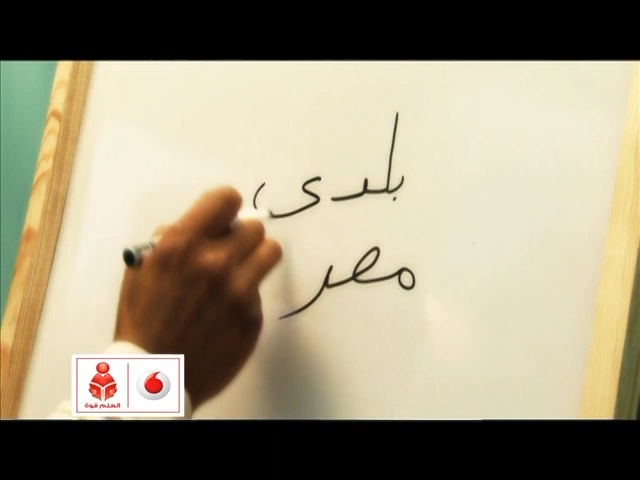 بلدى
مصر
العلم قوة